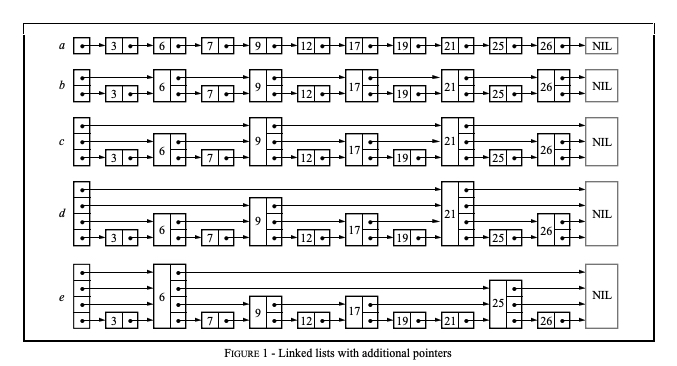 a 3 6 7 9 12 17 19 21 25 26 NIL
b 3 6 7 9 12 17 19 21 25 26 NIL
c 3 6 7 9 12 17 19 21 25 26 NIL
d 3 6 7 9 12 17 19 21 25 26 NIL
e 3 6 7 9 12 17 19 21 25 26 NIL
FIGURE 1 - Linked lists with additional pointers